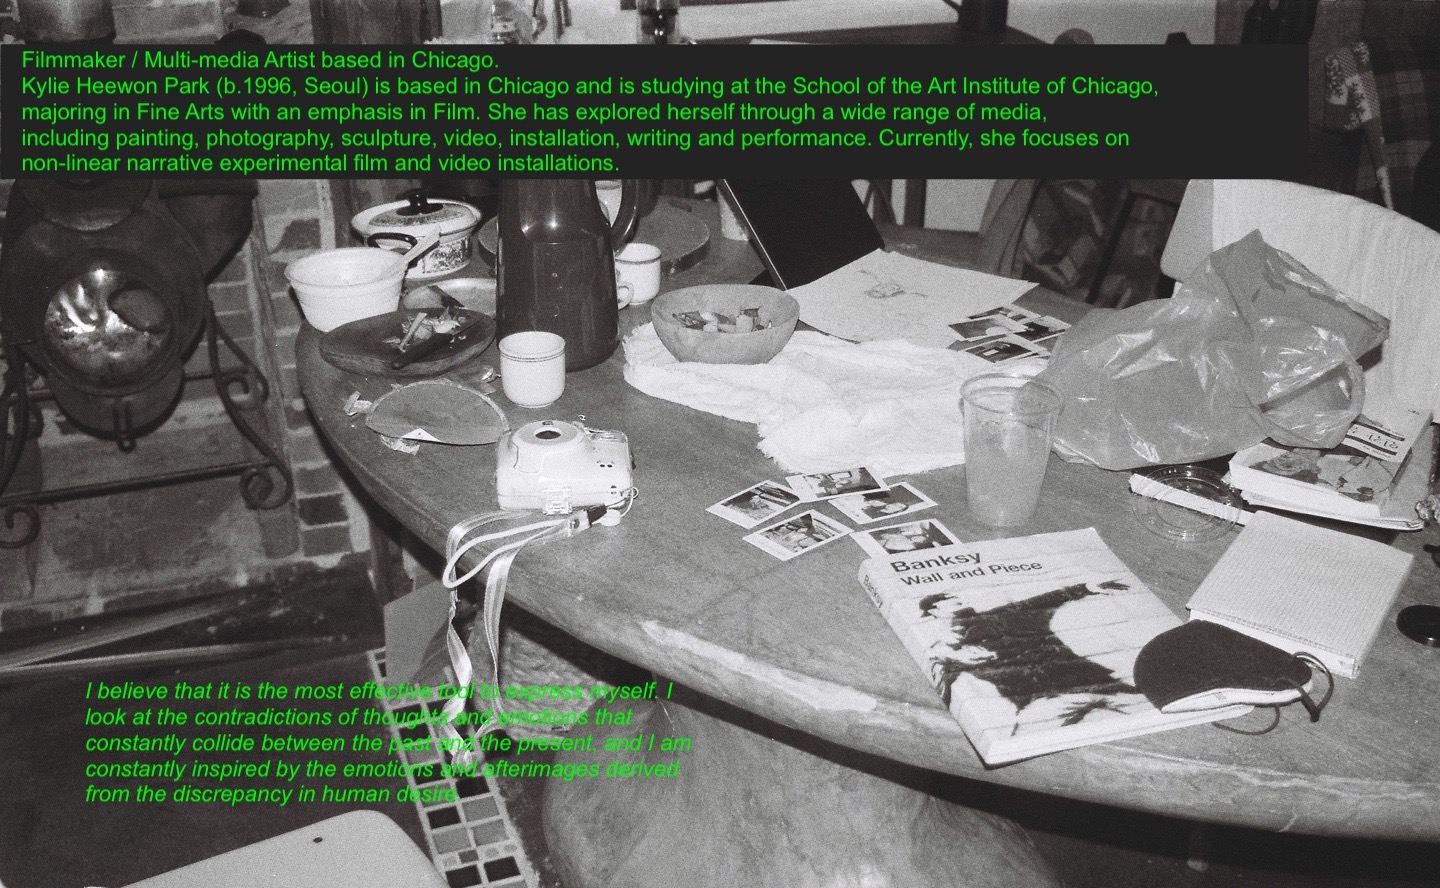 Filmmaker / Multi-media Artist based in Chicago.
Kylie Heewon Park (b.1996, Seoul) is based in Chicago and is studying at the School of the Art Institute of Chicago,
majoring in Fine Arts with an emphasis in Film. She has explored herself through a wide range of media,
including painting, photography, sculpture, video, installation, writing and performance. Currently, she focuses on
non-linear narrative experimental film and video installations.
Banksy
Wall and Piece
I believe that it is the most effective tool to express myself. I
look at the contradictions of thoughts and emotions that
constantly collide between the past and the present, and I am
constantly inspired by the emotions and afterimages derived
from the discrepancy in human desire.